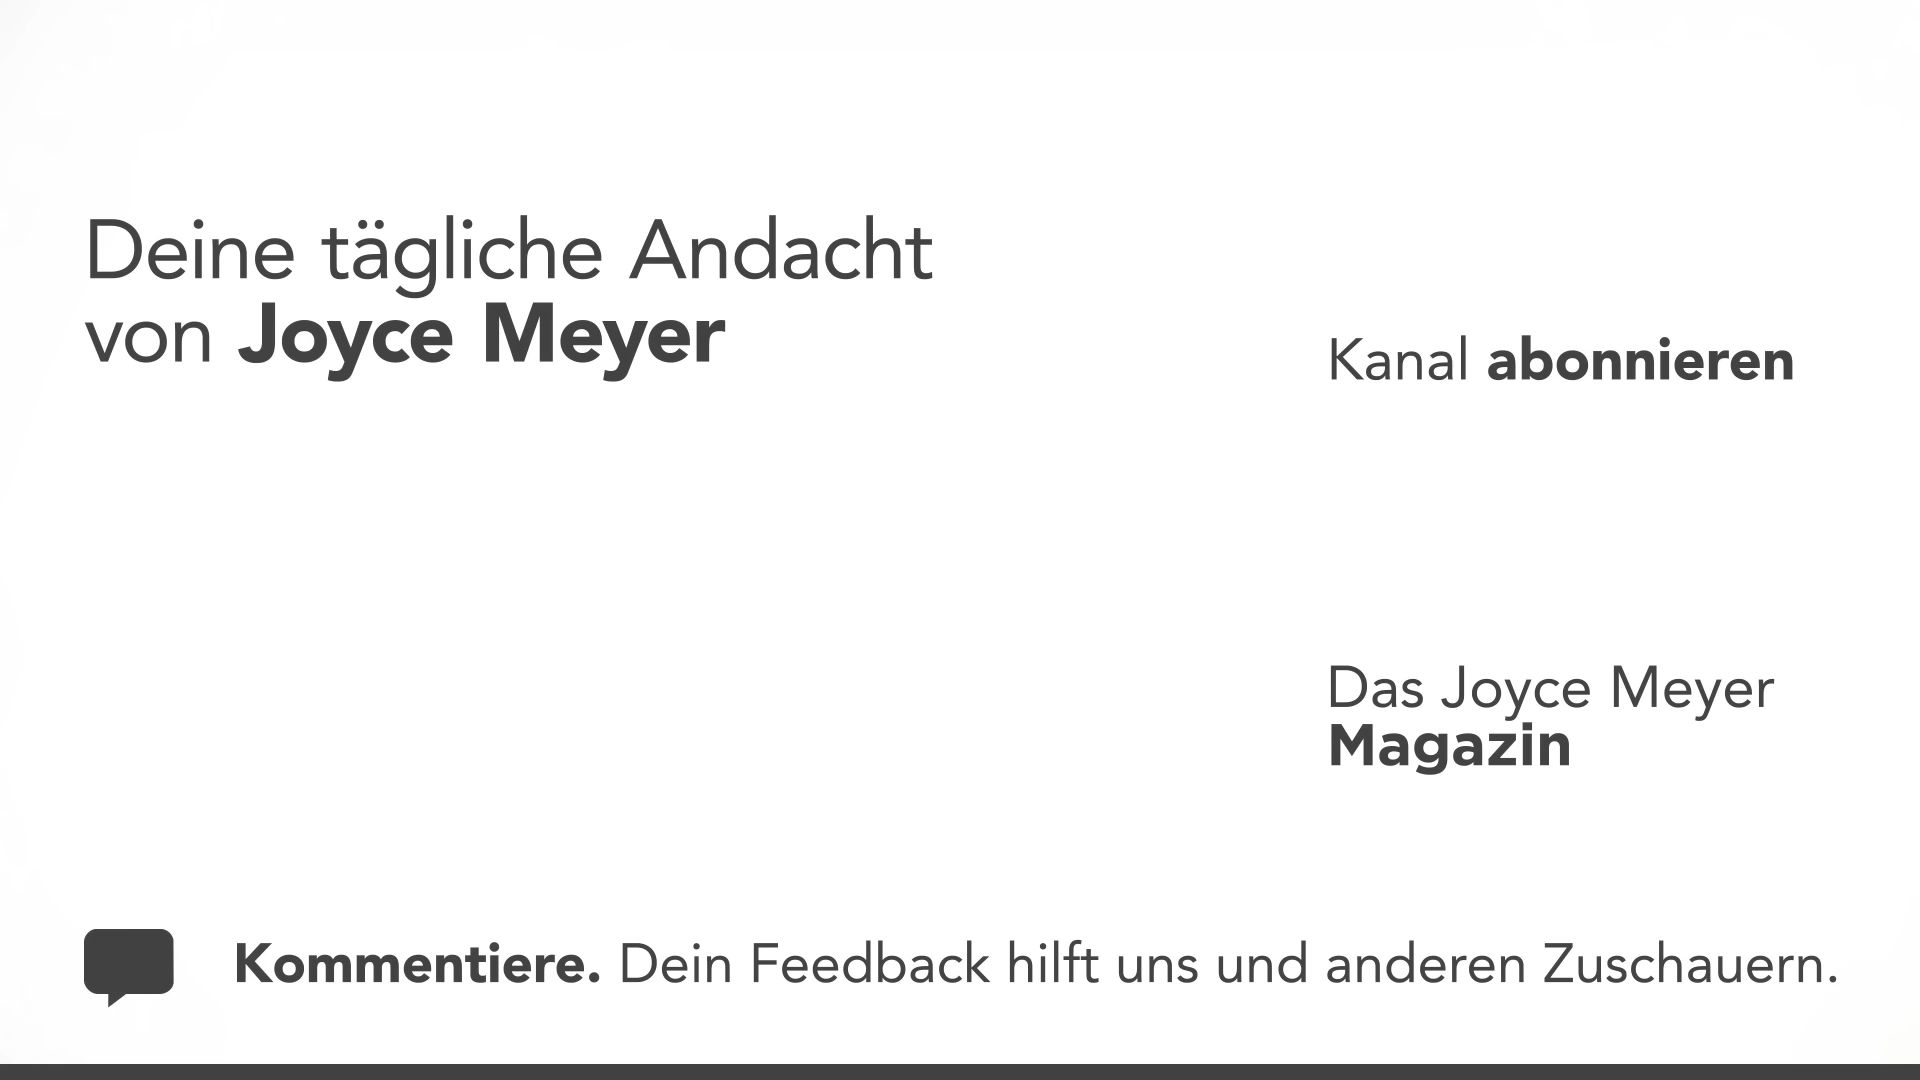 Deine tägliche Andacht
von Joyce Meyer
Kanal abonnieren
Das Joyce Meyer
Magazin
Kommentiere. Dein Feedback hilft uns und anderen Zuschauern.